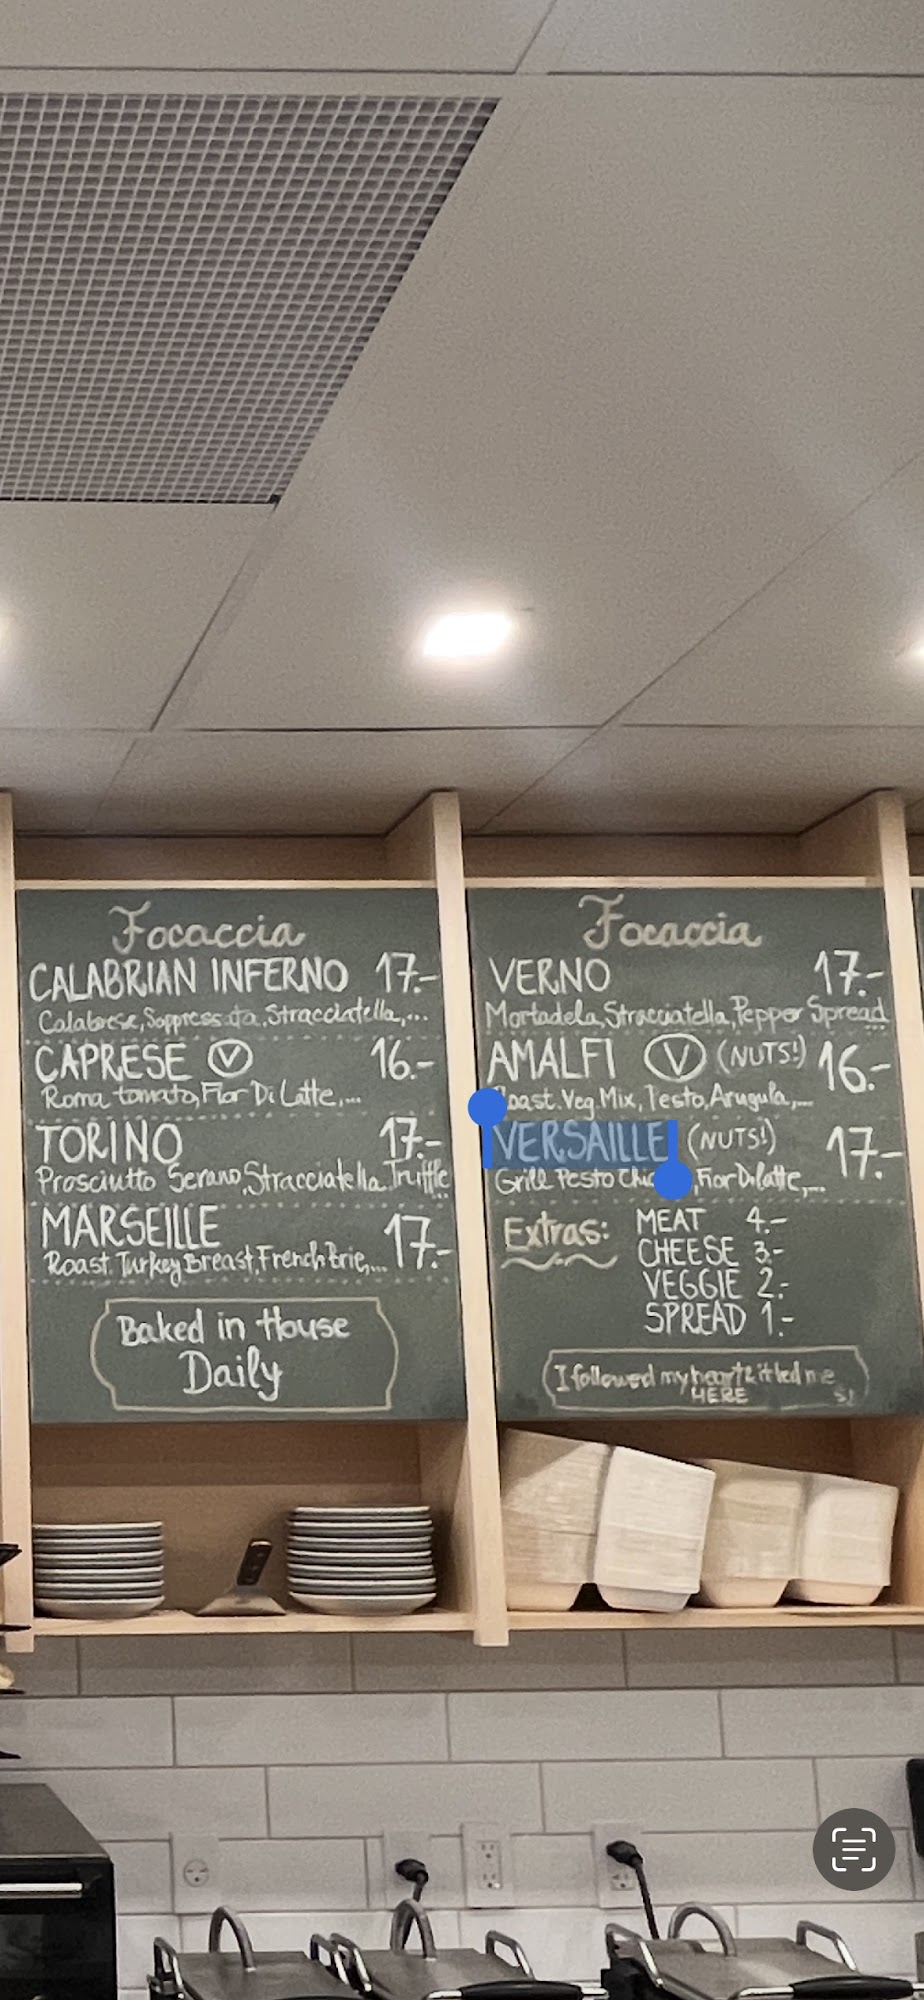 Focaccia
CALABRIAN INFERNO 17.-
Calabrese, Soppressata, Stracciatella,...
CAPRESE V 16.-
Roma tomato, Fior Di Latte,...
TORINO 17.-
Prosciutto Serano, Stracciatella, Truffle...
MARSEILLE 17.-
Roast Turkey Breast, French Brie,...
Baked in House
Daily
Focaccia
VERNO 17.-
Mortadela, Stracciatella, Pepper Spread...
AMALFI V (NUTS!) 16.-
Roast. Veg. Mix, Pesto, Arugula,...
VERSAILLE (NUTS!) 17.-
Grill Pesto Fior Di latte,...
Extras: MEAT 4.-
CHEESE 3.-
VEGGIE 2.-
SPREAD 1.-
I followed my heart & it led me
HERE